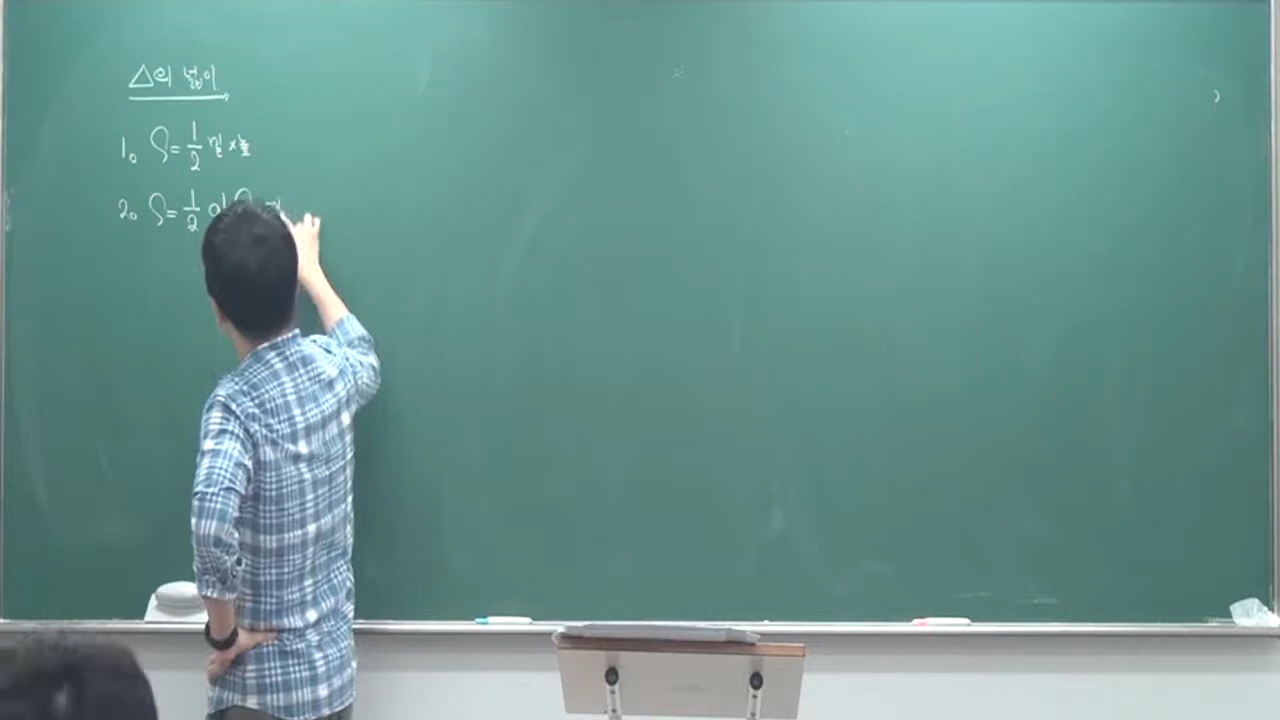 △의 넓이
1. S = 1/2 밑×높
2. S = 1/2